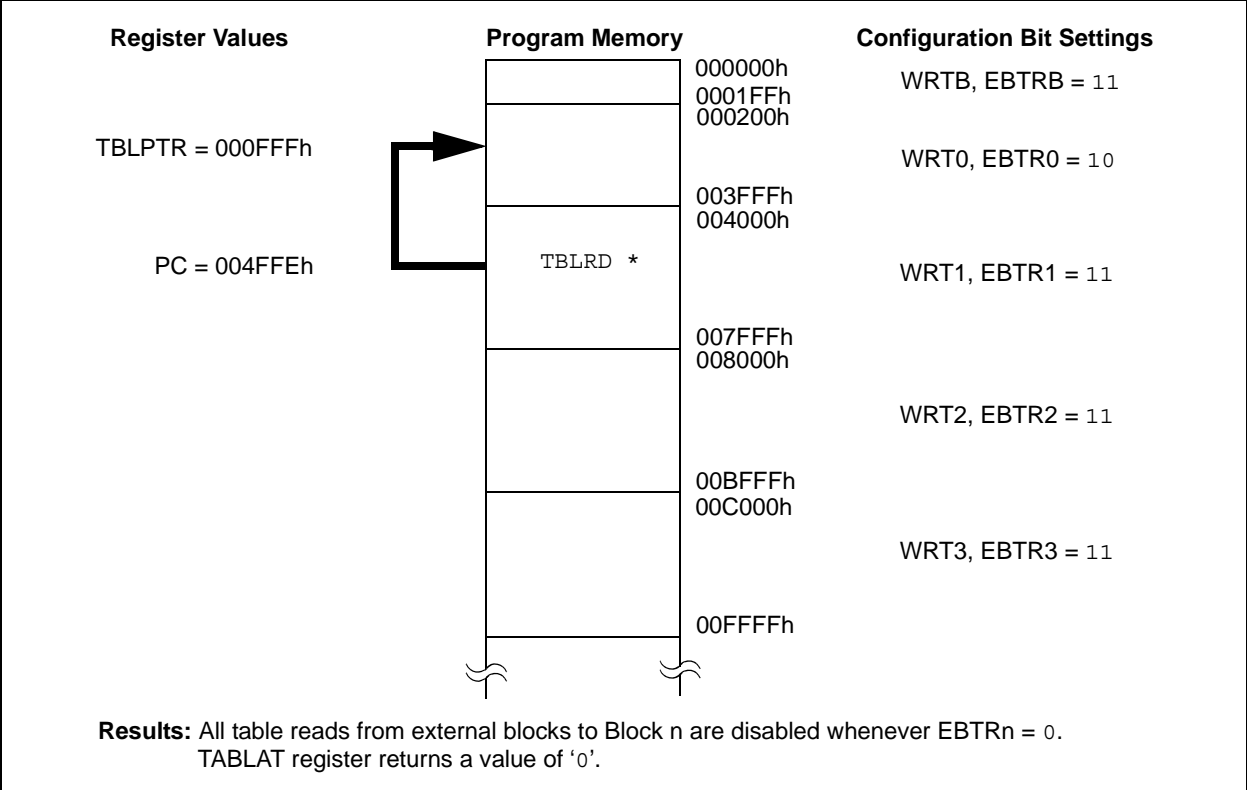 Register Values
Program Memory
Configuration Bit Settings
000000h
WRTB, EBTRB = 11
0001FFh
000200h
TBLPTR = 000FFFh
WRT0, EBTR0 = 10
003FFFh
004000h
PC = 004FFEh
TBLRD *
WRT1, EBTR1 = 11
007FFFh
008000h
WRT2, EBTR2 = 11
00BFFFh
00C000h
WRT3, EBTR3 = 11
00FFFFh
Results: All table reads from external blocks to Block n are disabled whenever EBTRn = 0.
TABLAT register returns a value of ‘0’.